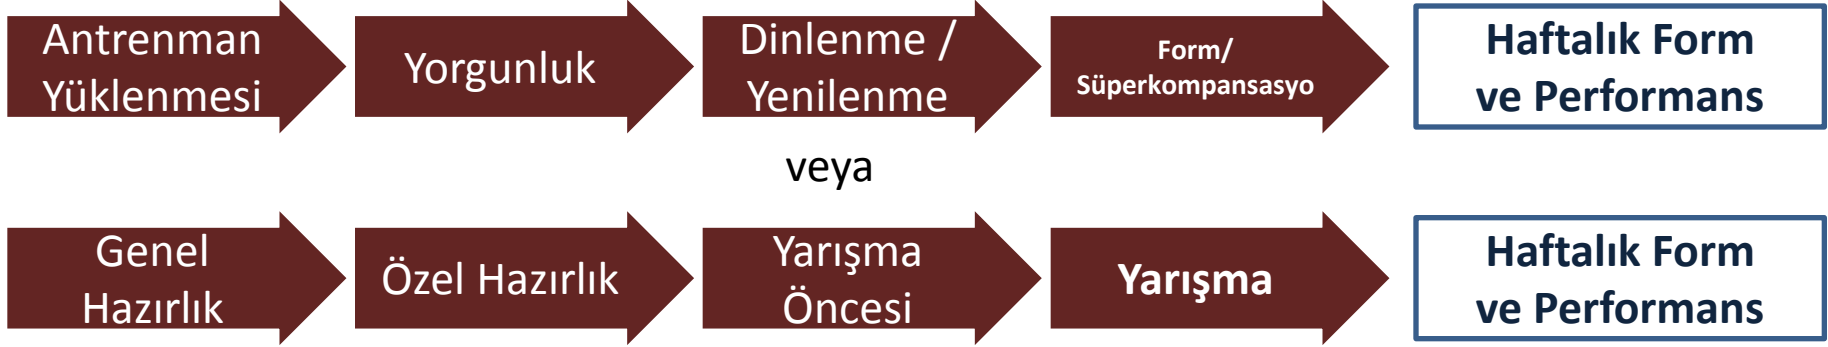 Antrenman
Yüklenmesi
Yorgunluk
Dinlenme /
Yenilenme
Form/
Süperkompansasyo
Haftalık Form
ve Performans
veya
Genel
Hazırlık
Özel Hazırlık
Yarışma
Öncesi
Yarışma
Haftalık Form
ve Performans